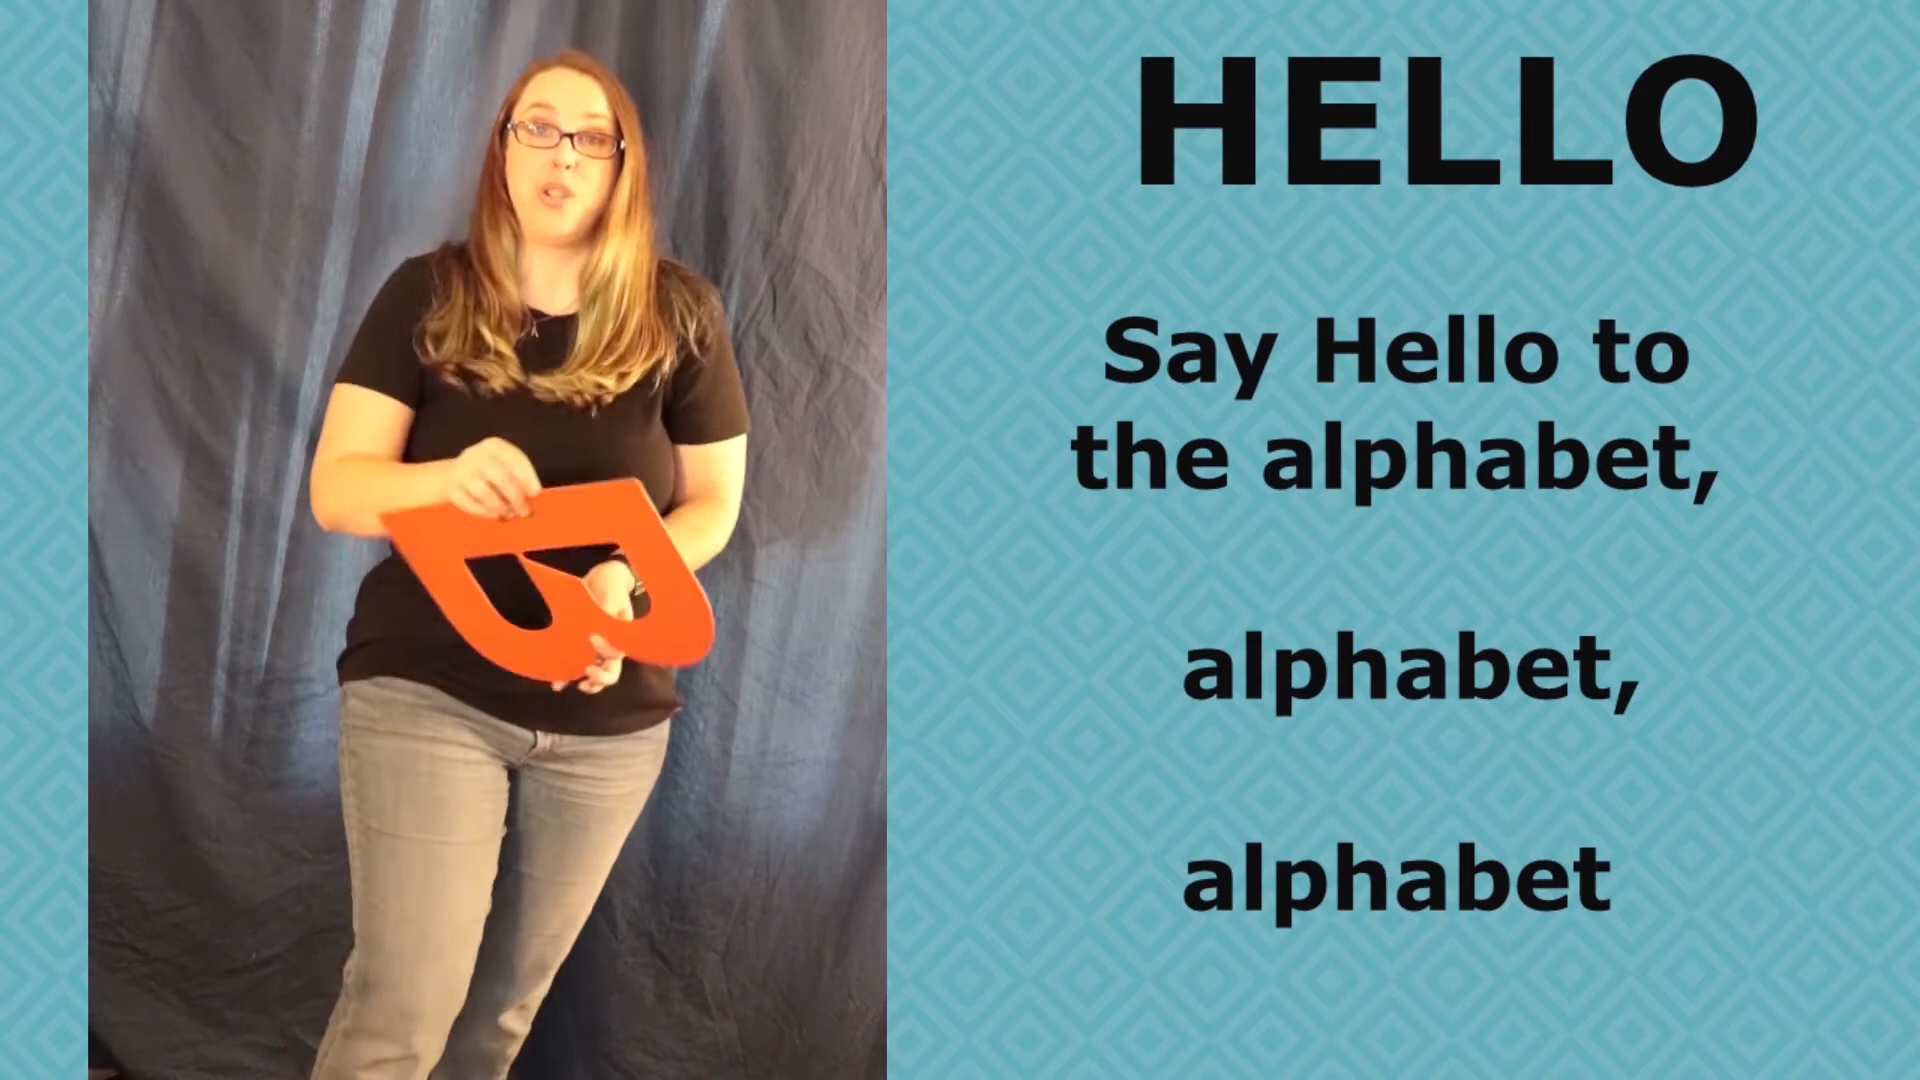 HELLO
Say Hello to
the alphabet,
alphabet,
alphabet
B